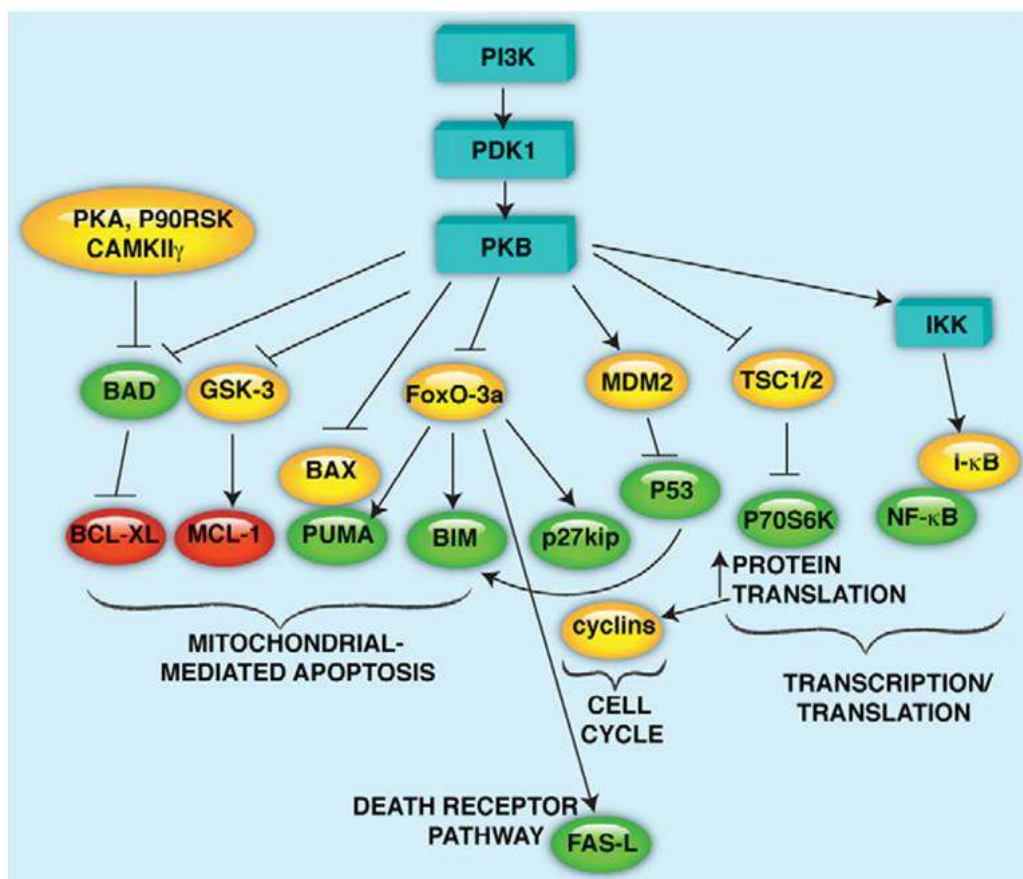 PI3K
PDK1
PKB
PKA, P90RSK
CAMKIIγ
IKK
BAD
GSK-3
FoxO-3a
MDM2
TSC1/2
BAX
I-κB
P53
BCL-XL
MCL-1
PUMA
BIM
p27kip
P70S6K
NF-κB
PROTEIN
TRANSLATION
cyclins
MITOCHONDRIAL-
MEDIATED APOPTOSIS
CELL
CYCLE
TRANSCRIPTION/
TRANSLATION
DEATH RECEPTOR
PATHWAY
FAS-L